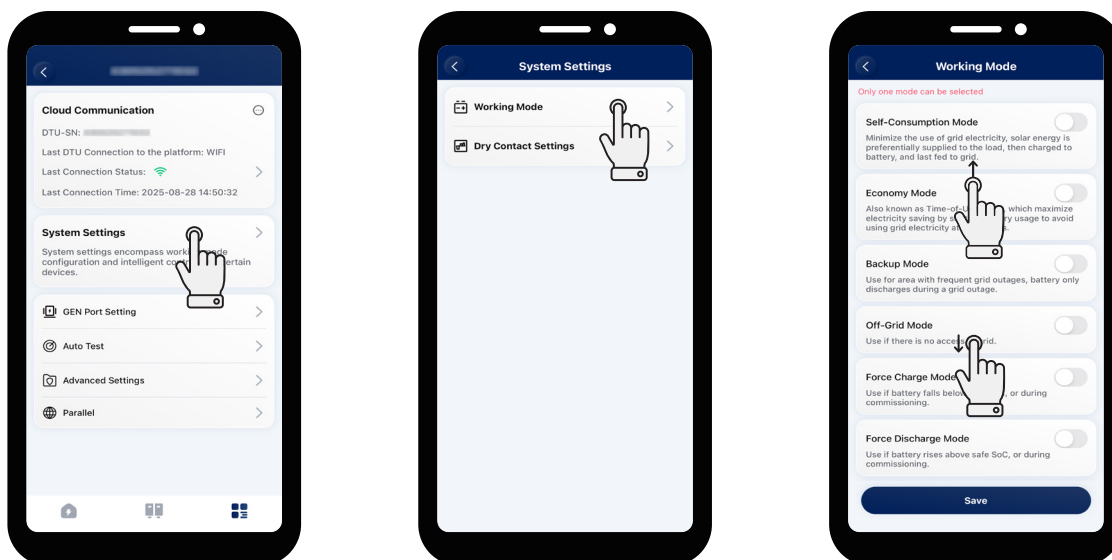 Cloud Communication
DTU-SN:
Last DTU Connection to the platform: WIFI
Last Connection Status:
Last Connection Time: 2025-08-28 14:50:32
System Settings
System settings encompass working mode
configuration and intelligent certain
devices.
GEN Port Setting
Auto Test
Advanced Settings
Parallel
System Settings
Working Mode
Dry Contact Settings
Working Mode
Only one mode can be selected
Self-Consumption Mode
Minimize the use of grid electricity, solar energy is
preferentially supplied to the load, then charged to
battery, and last fed to grid.
Economy Mode
Also known as which maximize
electricity saving by usage to avoid
using grid electricity
Backup Mode
Use for area with frequent grid outages, battery only
discharges during a grid outage.
Off-Grid Mode
Use if there is no access grid.
Force Charge Mode
Use if battery falls below , or during
commissioning.
Force Discharge Mode
Use if battery rises above safe SoC, or during
commissioning.
Save